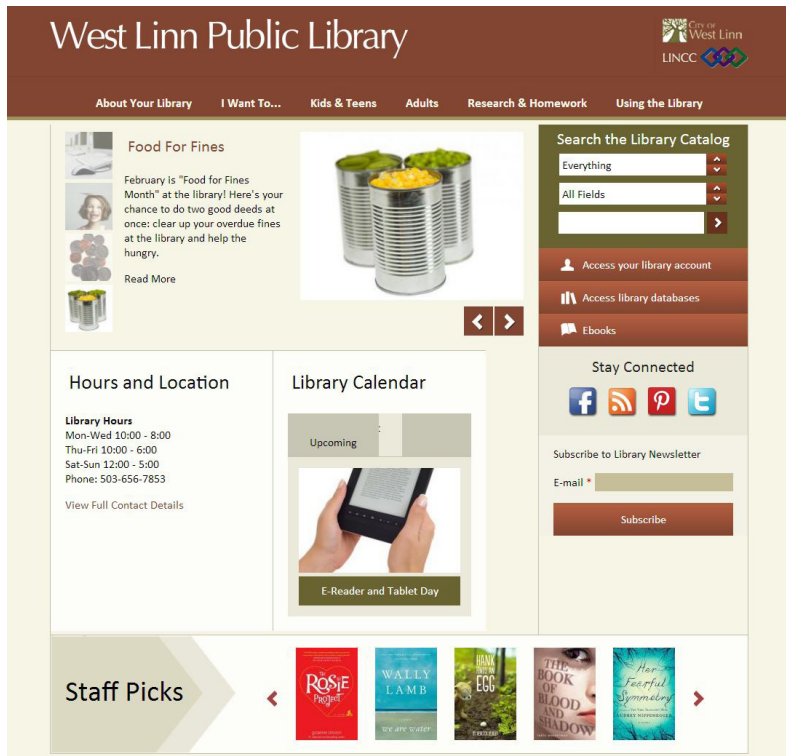 West Linn Public Library
CITY OF
West Linn
LINCC
About Your Library I Want To... Kids & Teens Adults Research & Homework Using the Library
Food For Fines
February is "Food for Fines
Month" at the library! Here's your
chance to do two good deeds at
once: clear up your overdue fines
at the library and help the
hungry.
Read More
Search the Library Catalog
Everything
All Fields
Access your library account
Access library databases
Ebooks
Stay Connected
Subscribe to Library Newsletter
E-mail *
Subscribe
Hours and Location
Library Hours
Mon-Wed 10:00 - 8:00
Thu-Fri 10:00 - 6:00
Sat-Sun 12:00 - 5:00
Phone: 503-656-7853
View Full Contact Details
Library Calendar
Upcoming
E-Reader and Tablet Day
Staff Picks
THE
ROSIE
PROJECT
WALLY
LAMB
WE ARE WATER
HANK
FINDS AN
EGG
THE
BOOK
OF
BLOOD
AND
SHADOW
Her
Fearful
Symmetry
AUDREY NIFFENEGGER